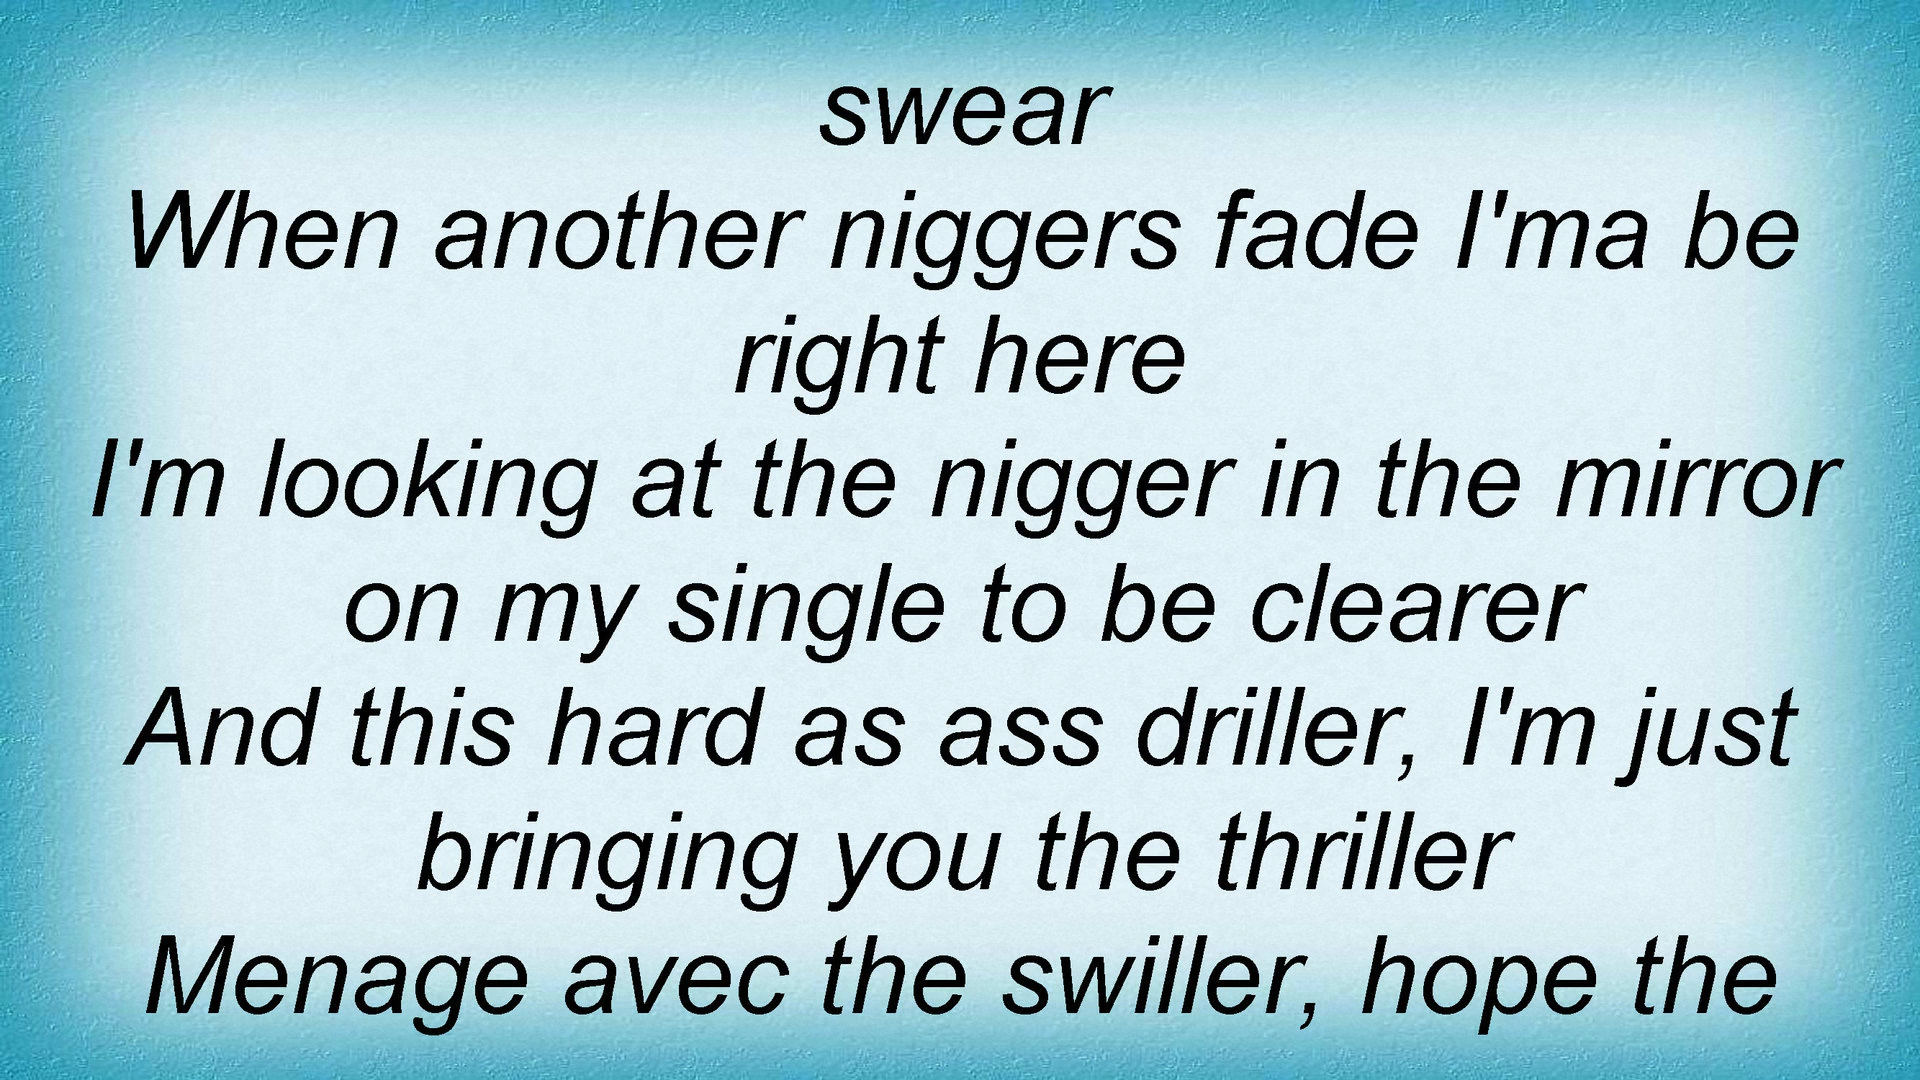 swear
When another niggers fade I'ma be
right here
I'm looking at the nigger in the mirror
on my single to be clearer
And this hard as ass driller, I'm just
bringing you the thriller
Menage avec the swiller, hope the